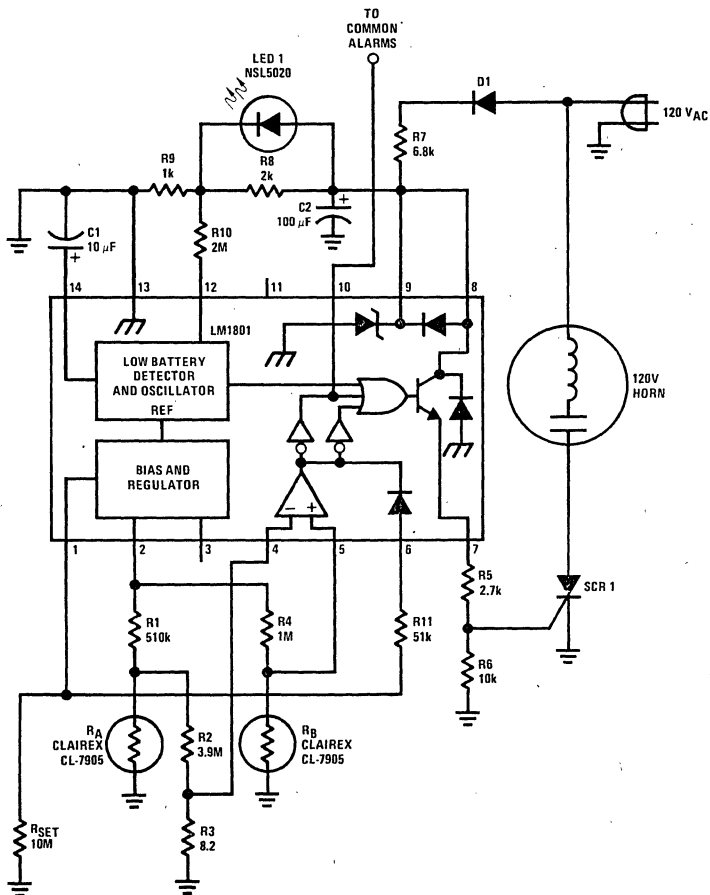 TO
COMMON
ALARMS
LED 1
NSL5020
D1
120 VAC
R7
6.8k
R9
1k
R8
2k
C1
10 µF
+
R10
2M
C2
100 µF
+
14
13
12
11
10
9
8
LM1801
LOW BATTERY
DETECTOR
AND OSCILLATOR
REF
BIAS AND
REGULATOR
120V
HORN
− +
1
2
3
4
5
6
7
R5
2.7k
SCR 1
R1
510k
R4
1M
R11
51k
R6
10k
RA
CLAIREX
CL-7905
R2
3.9M
RB
CLAIREX
CL-7905
RSET
10M
R3
8.2